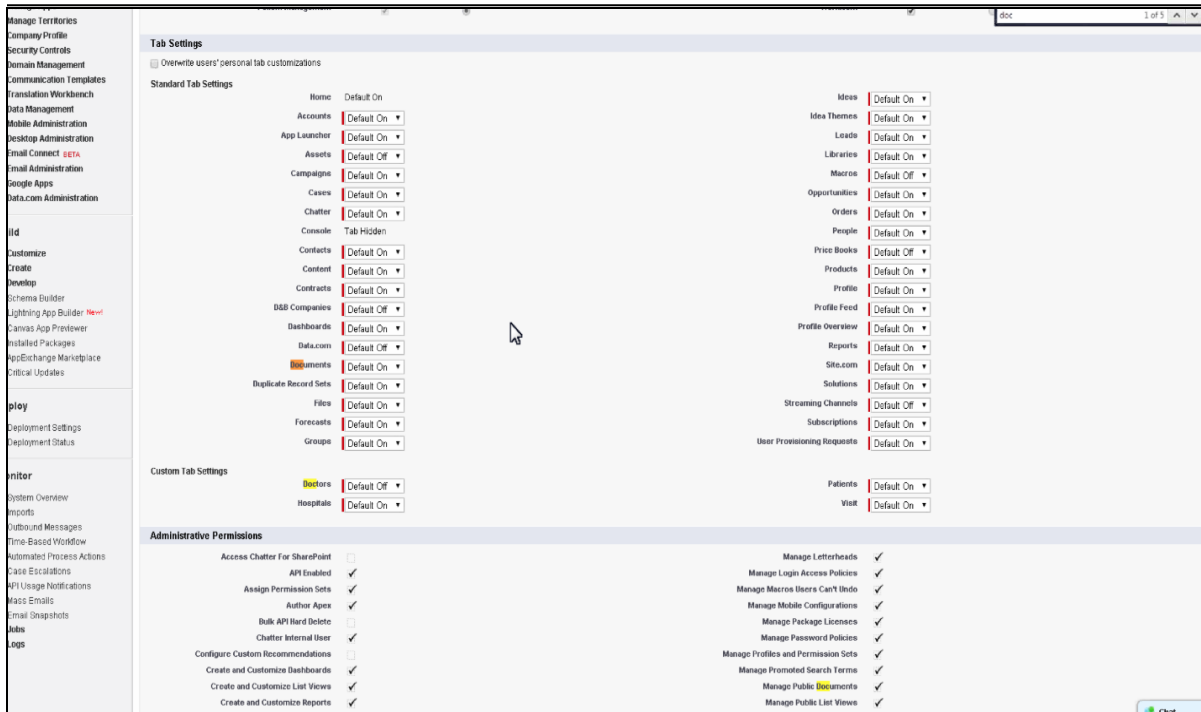 doc 1 of 5
Manage Territories
Company Profile
Security Controls
Domain Management
Communication Templates
Translation Workbench
Data Management
Mobile Administration
Desktop Administration
Email Connect BETA
Email Administration
Google Apps
Data.com Administration
ild
Customize
Create
Develop
Schema Builder
Lightning App Builder New!
Canvas App Previewer
Installed Packages
AppExchange Marketplace
Critical Updates
ploy
Deployment Settings
Deployment Status
onitor
System Overview
Imports
Outbound Messages
Time-Based Workflow
Automated Process Actions
Case Escalations
API Usage Notifications
Mass Emails
Email Snapshots
Jobs
Logs
Tab Settings
Overwrite users' personal tab customizations
Standard Tab Settings
Home Default On Ideas Default On
Accounts Default On Idea Themes Default On
App Launcher Default On Leads Default On
Assets Default Off Libraries Default On
Campaigns Default On Macros Default Off
Cases Default On Opportunities Default On
Chatter Default On Orders Default On
Console Tab Hidden People Default On
Contacts Default On Price Books Default Off
Content Default On Products Default On
Contracts Default On Profile Default On
D&B Companies Default Off Profile Feed Default On
Dashboards Default On Profile Overview Default On
Data.com Default Off Reports Default On
Documents Default On Site.com Default On
Duplicate Record Sets Default On Solutions Default On
Files Default On Streaming Channels Default Off
Forecasts Default On Subscriptions Default On
Groups Default On User Provisioning Requests Default On
Custom Tab Settings
Doctors Default Off Patients Default On
Hospitals Default On Visit Default On
Administrative Permissions
Access Chatter For SharePoint Manage Letterheads
API Enabled Manage Login Access Policies
Assign Permission Sets Manage Macros Users Can't Undo
Author Apex Manage Mobile Configurations
Bulk API Hard Delete Manage Package Licenses
Chatter Internal User Manage Password Policies
Configure Custom Recommendations Manage Profiles and Permission Sets
Create and Customize Dashboards Manage Promoted Search Terms
Create and Customize List Views Manage Public Documents
Create and Customize Reports Manage Public List Views
Chat